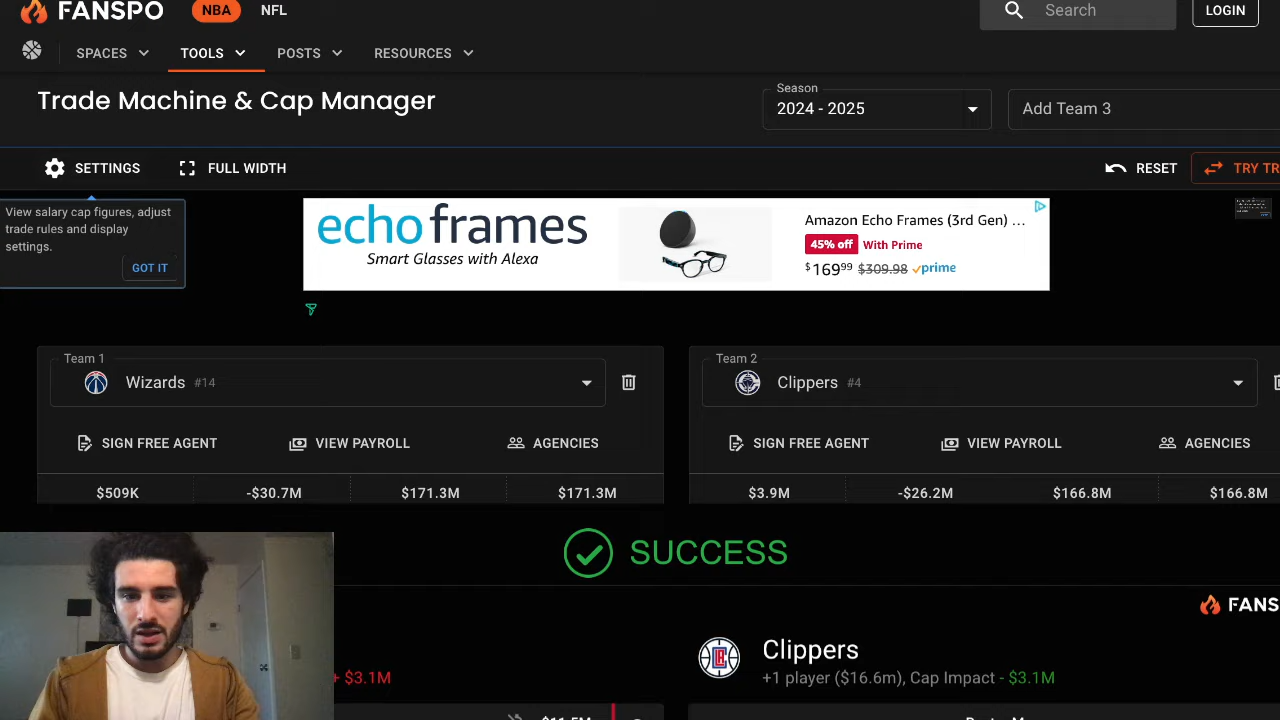 FANSPO NBA NFL Search LOGIN
SPACES TOOLS POSTS RESOURCES
Trade Machine & Cap Manager
Season
2024 - 2025
Add Team 3
SETTINGS FULL WIDTH RESET TRY TR
View salary cap figures, adjust
trade rules and display
settings.
GOT IT
echo frames
Smart Glasses with Alexa
Amazon Echo Frames (3rd Gen) ...
45% off With Prime
$16999 $309.98 prime
Team 1
Wizards #14
SIGN FREE AGENT VIEW PAYROLL AGENCIES
$509K -$30.7M $171.3M $171.3M
Team 2
Clippers #4
SIGN FREE AGENT VIEW PAYROLL AGENCIES
$3.9M -$26.2M $166.8M $166.8M
SUCCESS
FANS
+ $3.1M
Clippers
+1 player ($16.6m), Cap Impact - $3.1M